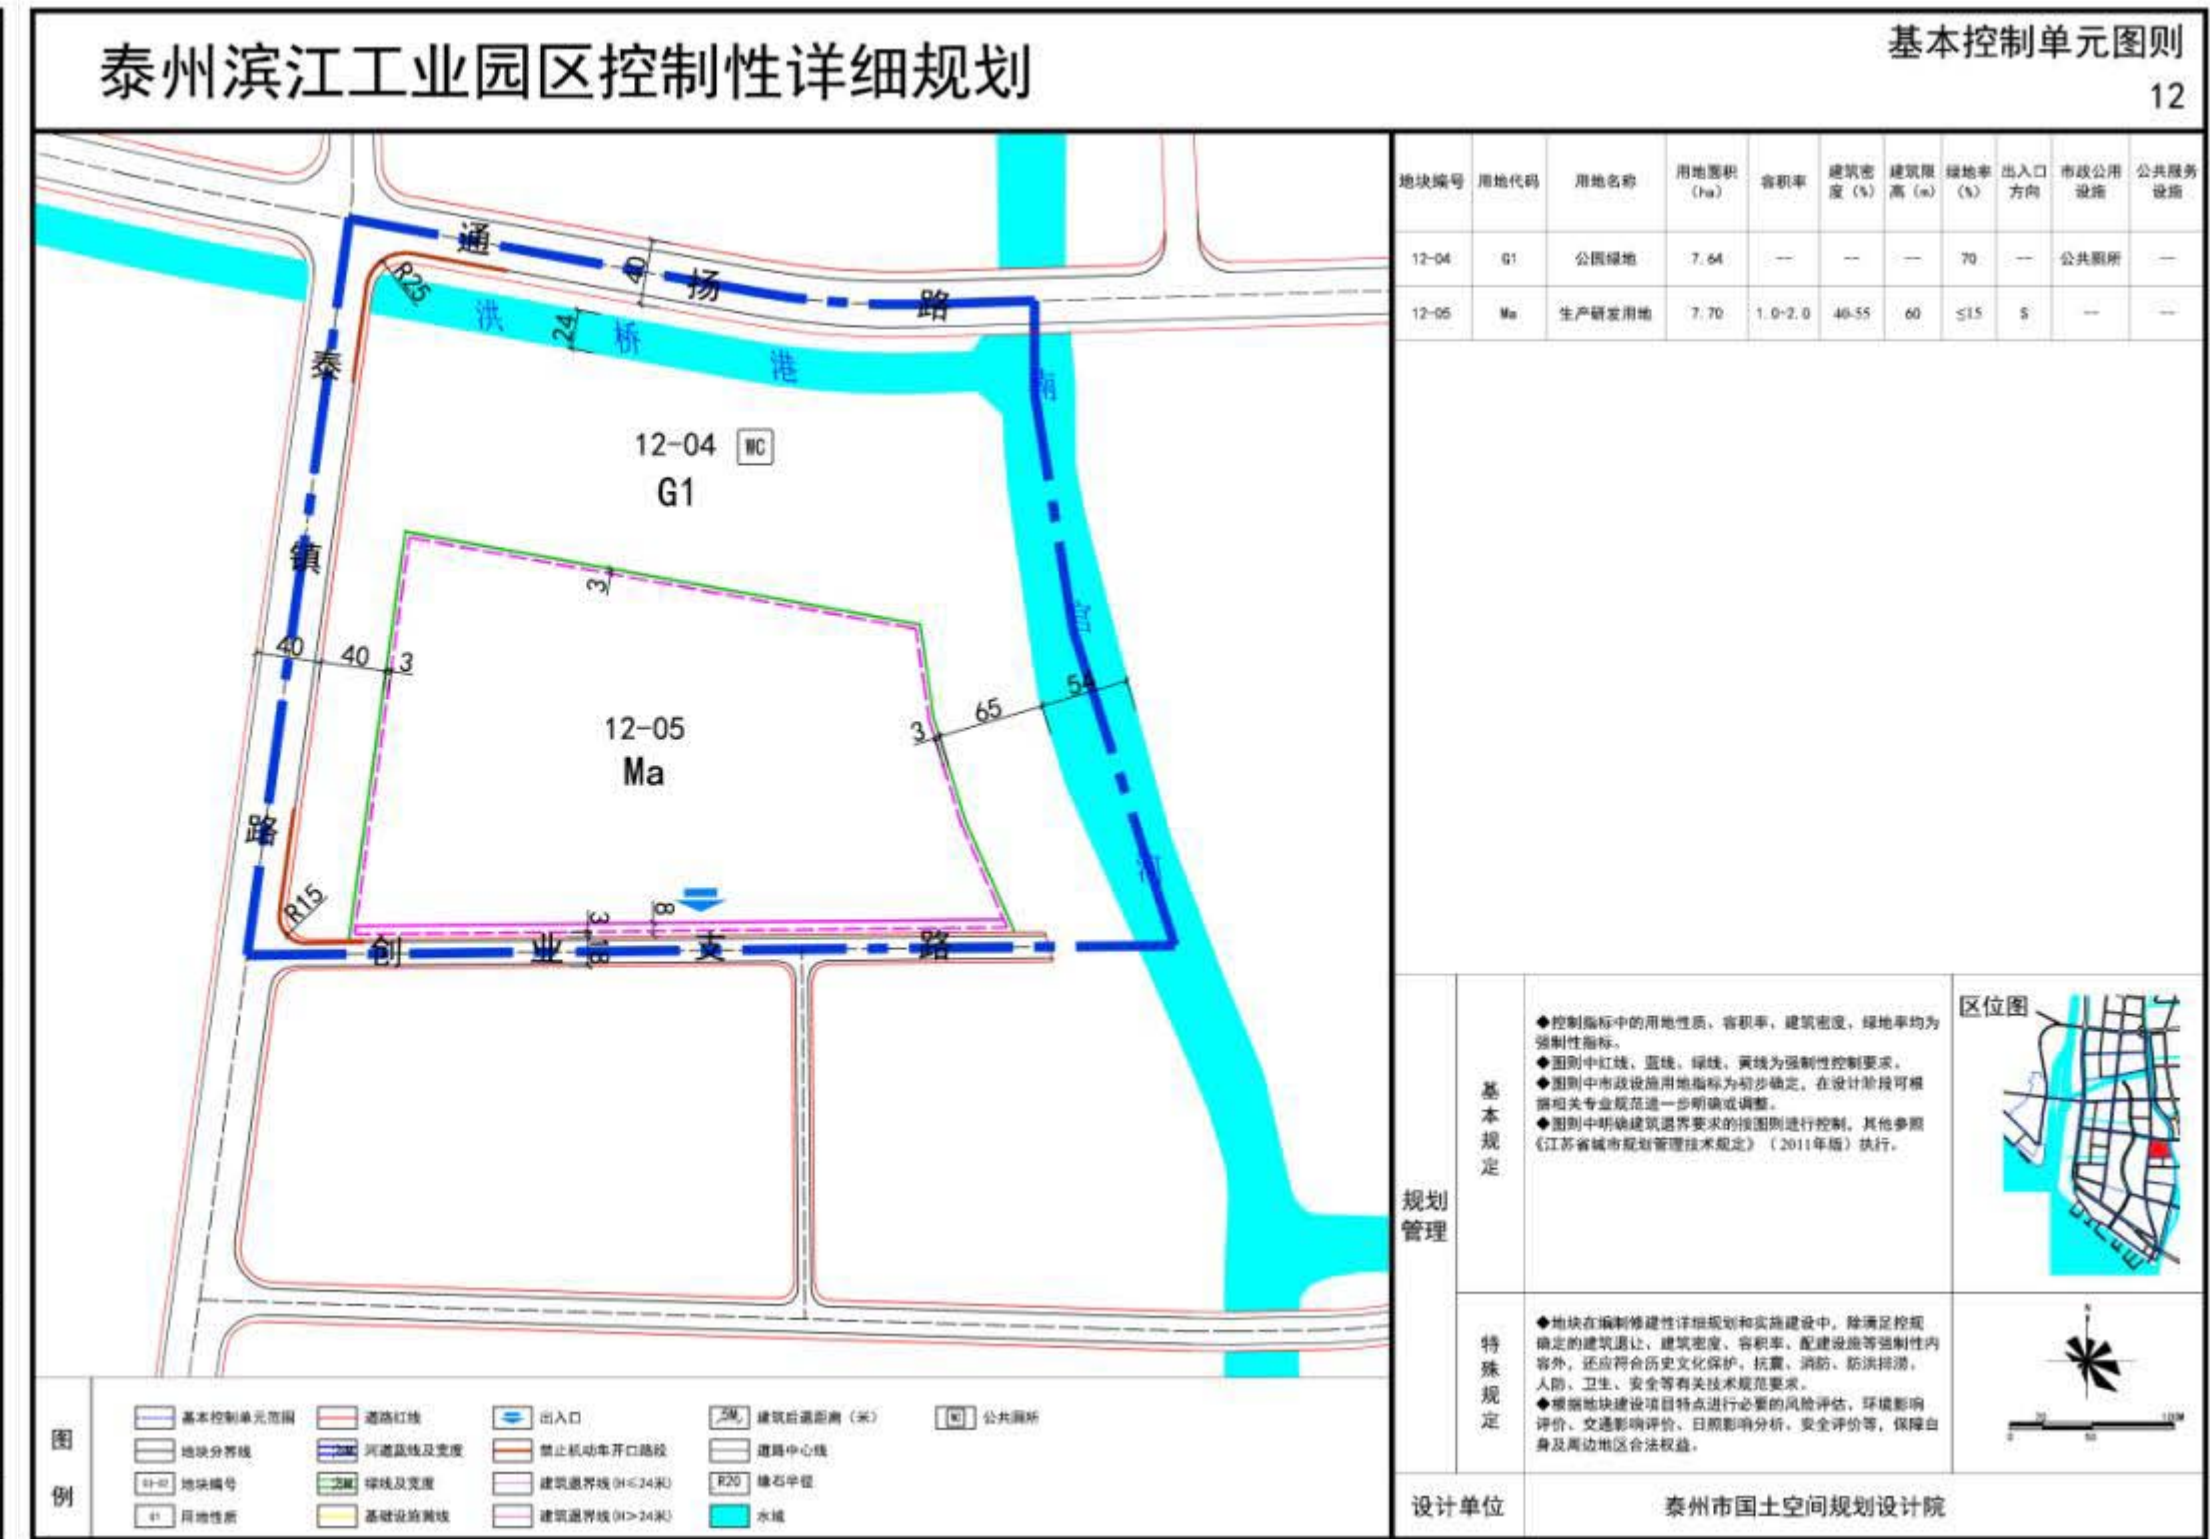 泰州滨江工业园区控制性详细规划
基本控制单元图则
12
地块编号 用地代码 用地名称 用地面积（ha） 容积率 建筑密度（%） 建筑限高（m） 绿地率（%） 出入口方向 市政公用设施 公共服务设施
12-04 G1 公园绿地 7.64 -- -- -- 70 -- 公共厕所 --
12-05 Ma 生产研发用地 7.70 1.0-2.0 40-55 60 ≤15 S -- --
通扬路
40
R25
洪桥港
24
泰镇路
南官河
12-04 WC
G1
3
40 40 3
12-05
Ma
3 65 54
R15
3 8
18
创业支路
规划管理
基本规定
◆控制指标中的用地性质、容积率、建筑密度、绿地率均为
强制性指标。
◆图则中红线、蓝线、绿线、黄线为强制性控制要求。
◆图则中市政设施用地指标为初步确定，在设计阶段可根
据相关专业规范进一步明确或调整。
◆图则中明确建筑退界要求的按图则进行控制，其他参照
《江苏省城市规划管理技术规定》（2011年版）执行。
区位图
特殊规定
◆地块在编制修建性详细规划和实施建设中，除满足控规
确定的建筑退让、建筑密度、容积率、配建设施等强制性内
容外，还应符合历史文化保护、抗震、消防、防洪排涝、
人防、卫生、安全等有关技术规范要求。
◆根据地块建设项目特点进行必要的风险评估、环境影响
评价、交通影响评价、日照影响分析、安全评价等，保障自
身及周边地区合法权益。
N
0 50 100M
设计单位 泰州市国土空间规划设计院
图例
基本控制单元范围 道路红线 出入口 5M 建筑后退距离（米） WC 公共厕所
地块分界线 河道蓝线及宽度 禁止机动车开口路段 道路中心线
地块编号 绿线及宽度 建筑退界线(H≤24米) R20 缘石半径
用地性质 基础设施黄线 建筑退界线(H>24米) 水域